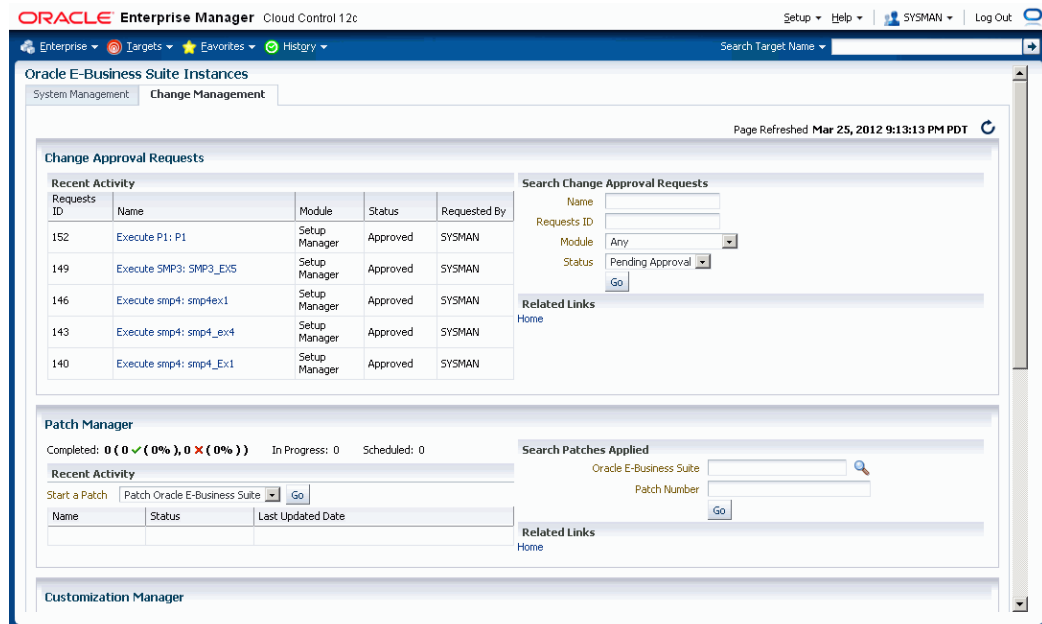 ORACLE Enterprise Manager Cloud Control 12c
Setup Help SYSMAN Log Out
Enterprise Targets Favorites History Search Target Name
Oracle E-Business Suite Instances
System Management Change Management
Page Refreshed Mar 25, 2012 9:13:13 PM PDT
Change Approval Requests
Recent Activity
Requests ID Name Module Status Requested By
152 Execute P1: P1 Setup Manager Approved SYSMAN
149 Execute SMP3: SMP3_EX5 Setup Manager Approved SYSMAN
146 Execute smp4: smp4ex1 Setup Manager Approved SYSMAN
143 Execute smp4: smp4_ex4 Setup Manager Approved SYSMAN
140 Execute smp4: smp4_Ex1 Setup Manager Approved SYSMAN
Search Change Approval Requests
Name
Requests ID
Module Any
Status Pending Approval
Go
Related Links
Home
Patch Manager
Completed: 0 ( 0 ✓ ( 0% ), 0 ✗ ( 0% ) ) In Progress: 0 Scheduled: 0
Recent Activity
Start a Patch Patch Oracle E-Business Suite Go
Name Status Last Updated Date
Search Patches Applied
Oracle E-Business Suite
Patch Number
Go
Related Links
Home
Customization Manager